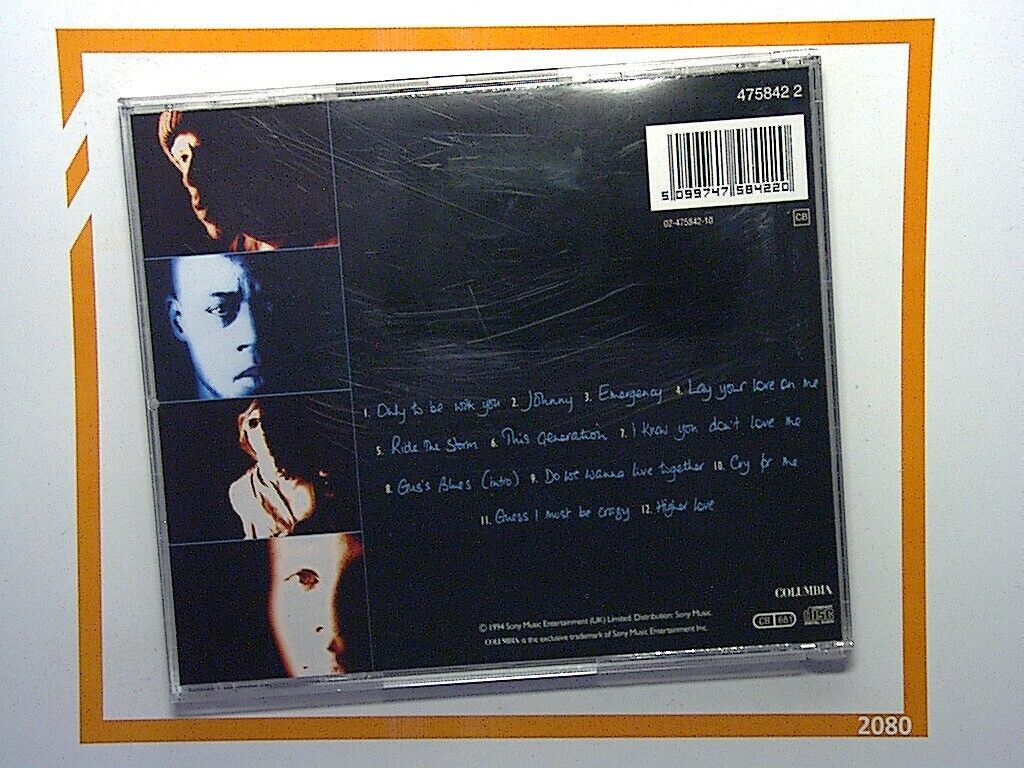 475842 2
5 099747 584220
02-475842-10
CB
1. Only to be with you 2. Johnny 3. Emergency 4. Lay your love on me
5. Ride the Storm 6. This Generation 7. I know you don't love me
8. Gus's Blues (intro) 9. Do we wanna live together 10. Cry for me
11. Guess I must be crazy 12. Higher love
COLUMBIA
© 1994 Sony Music Entertainment (UK) Limited. Distribution: Sony Music.
COLUMBIA is the exclusive trademark of Sony Music Entertainment Inc.
CB 681
COMPACT disc
2080